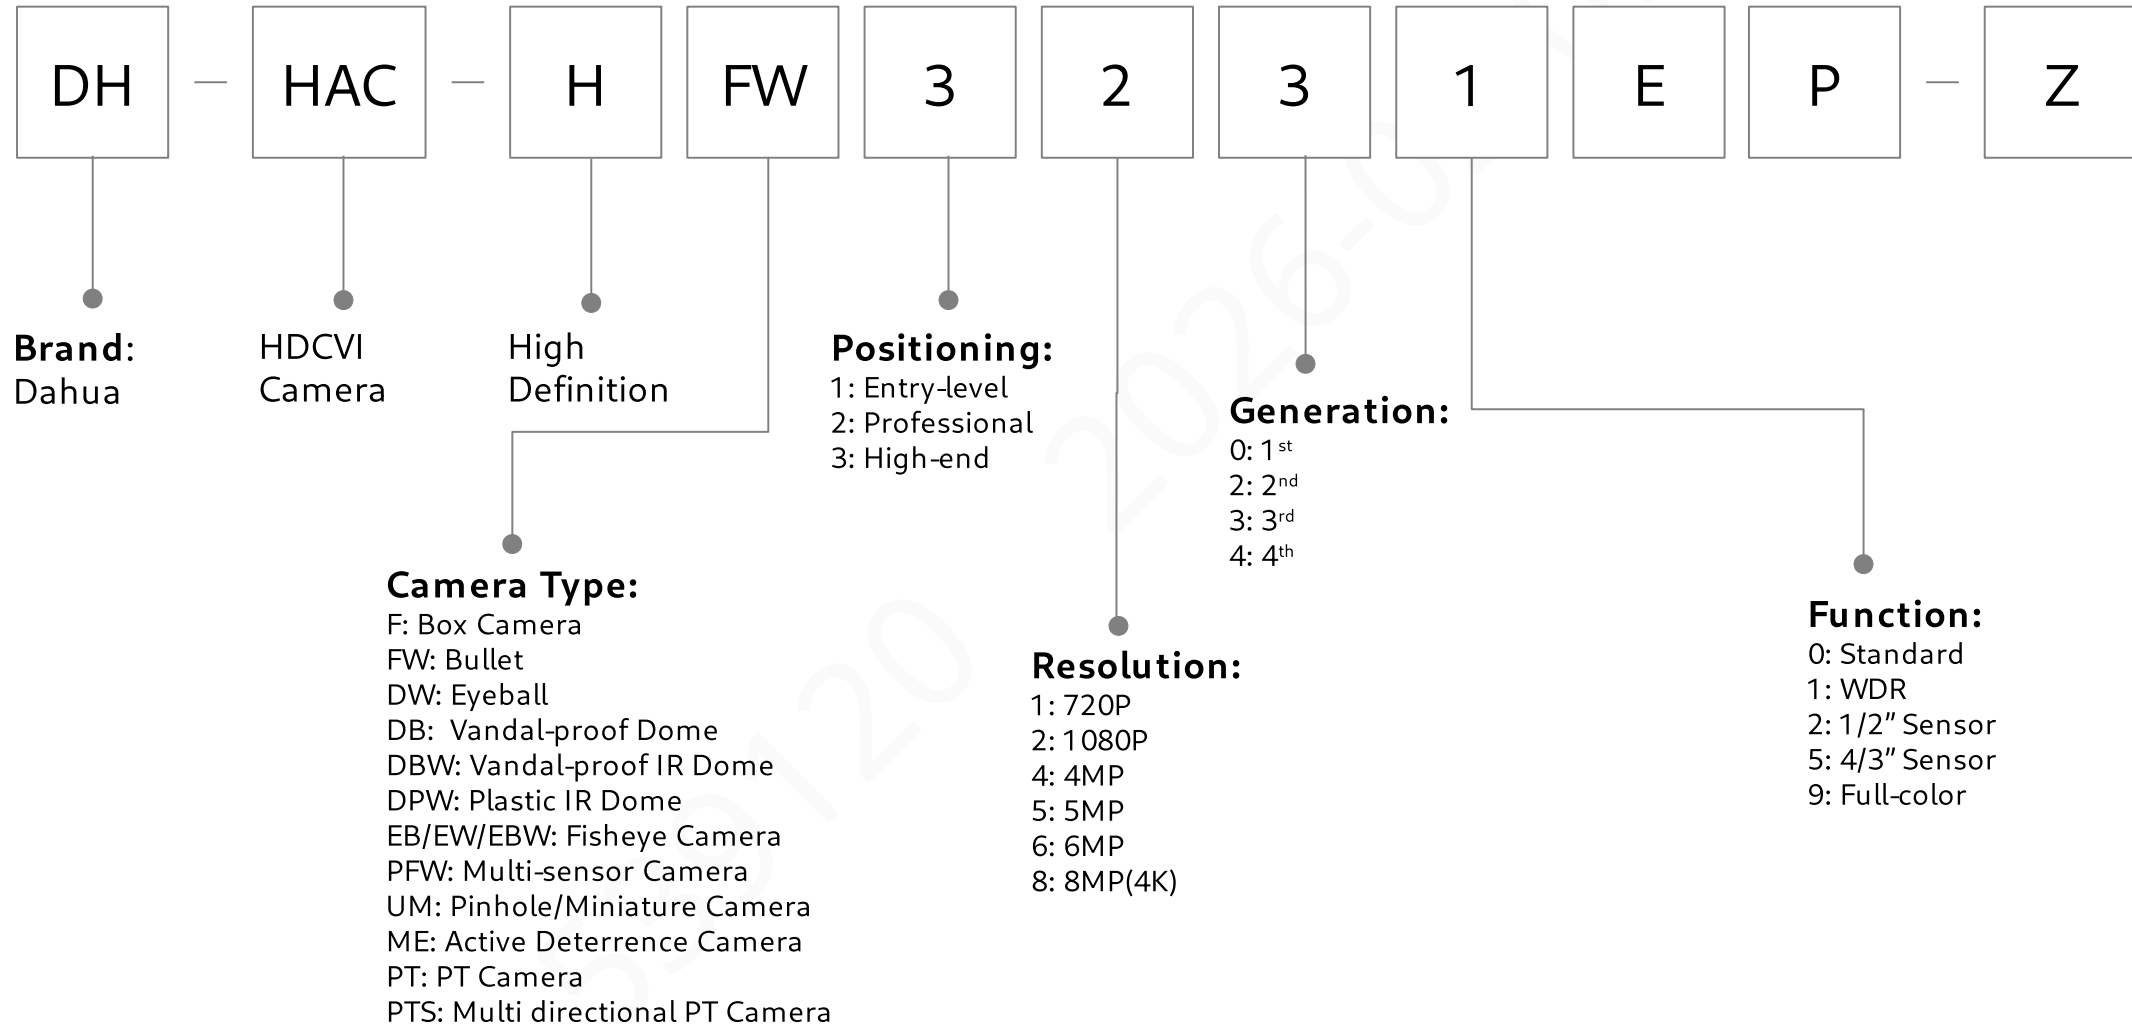 DH — HAC — H FW 3 2 3 1 E P — Z
Brand:
Dahua
HDCVI
Camera
High
Definition
Positioning:
1: Entry-level
2: Professional
3: High-end
Generation:
0: 1st
2: 2nd
3: 3rd
4: 4th
Camera Type:
F: Box Camera
FW: Bullet
DW: Eyeball
DB: Vandal-proof Dome
DBW: Vandal-proof IR Dome
DPW: Plastic IR Dome
EB/EW/EBW: Fisheye Camera
PFW: Multi-sensor Camera
UM: Pinhole/Miniature Camera
ME: Active Deterrence Camera
PT: PT Camera
PTS: Multi directional PT Camera
Resolution:
1: 720P
2: 1080P
4: 4MP
5: 5MP
6: 6MP
8: 8MP(4K)
Function:
0: Standard
1: WDR
2: 1/2” Sensor
5: 4/3” Sensor
9: Full-color